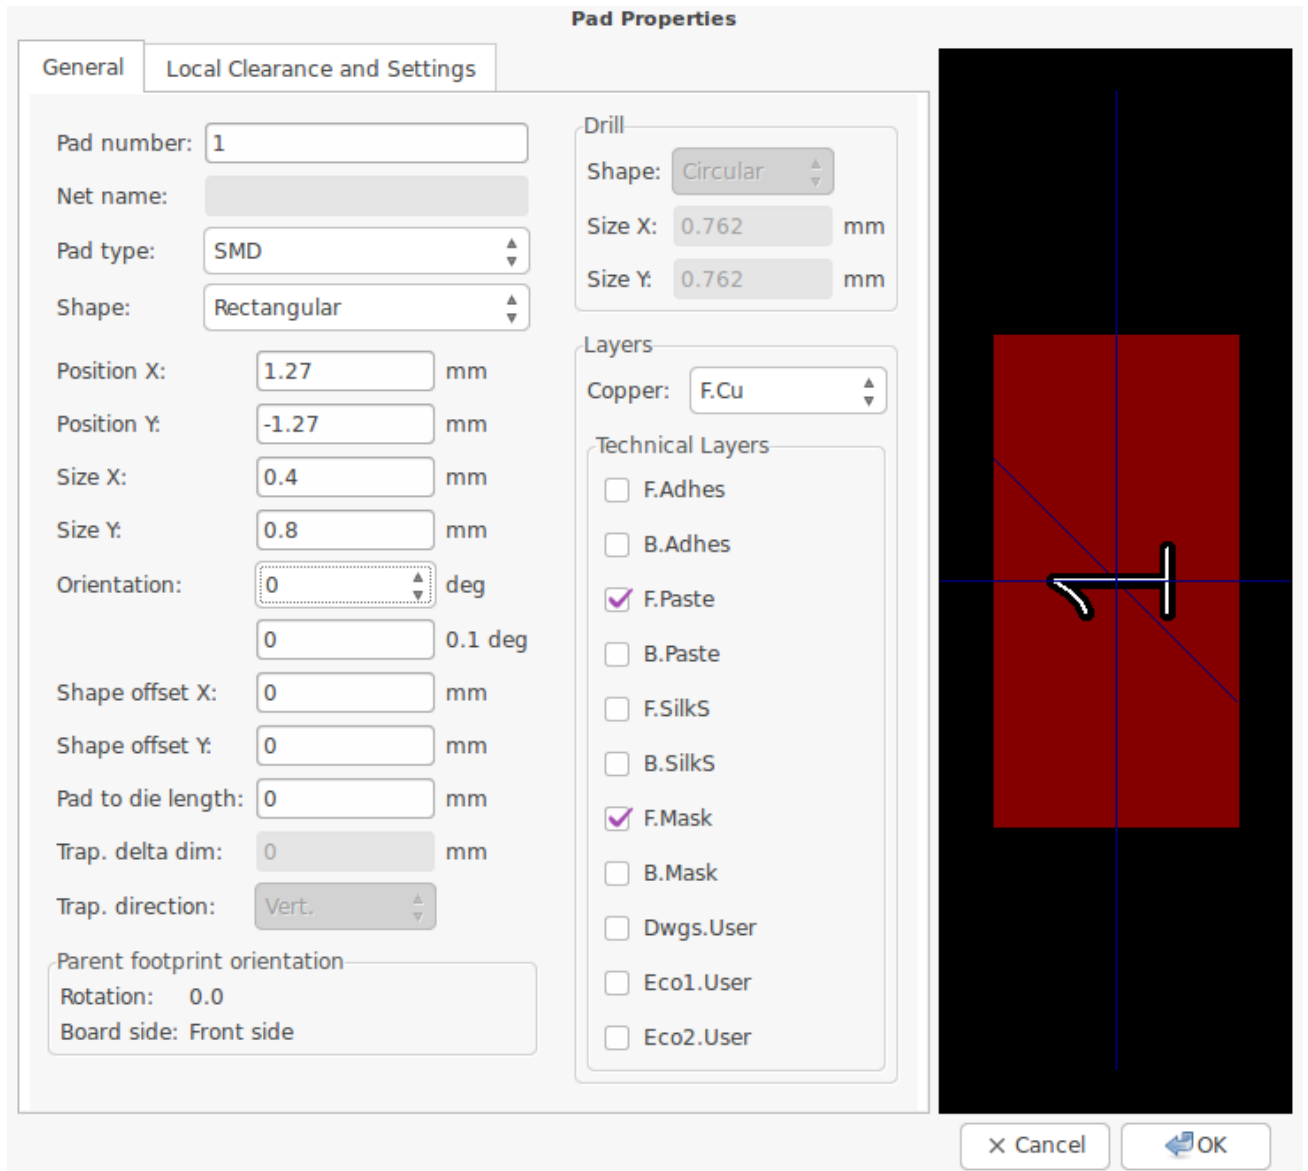 Pad Properties
General
Local Clearance and Settings
Pad number: 1
Net name:
Pad type: SMD
Shape: Rectangular
Position X: 1.27 mm
Position Y: -1.27 mm
Size X: 0.4 mm
Size Y: 0.8 mm
Orientation: 0 deg
0 0.1 deg
Shape offset X: 0 mm
Shape offset Y: 0 mm
Pad to die length: 0 mm
Trap. delta dim: 0 mm
Trap. direction: Vert.
Parent footprint orientation
Rotation: 0.0
Board side: Front side
Drill
Shape: Circular
Size X: 0.762 mm
Size Y: 0.762 mm
Layers
Copper: F.Cu
Technical Layers
F.Adhes
B.Adhes
F.Paste
B.Paste
F.SilkS
B.SilkS
F.Mask
B.Mask
Dwgs.User
Eco1.User
Eco2.User
1
Cancel
OK